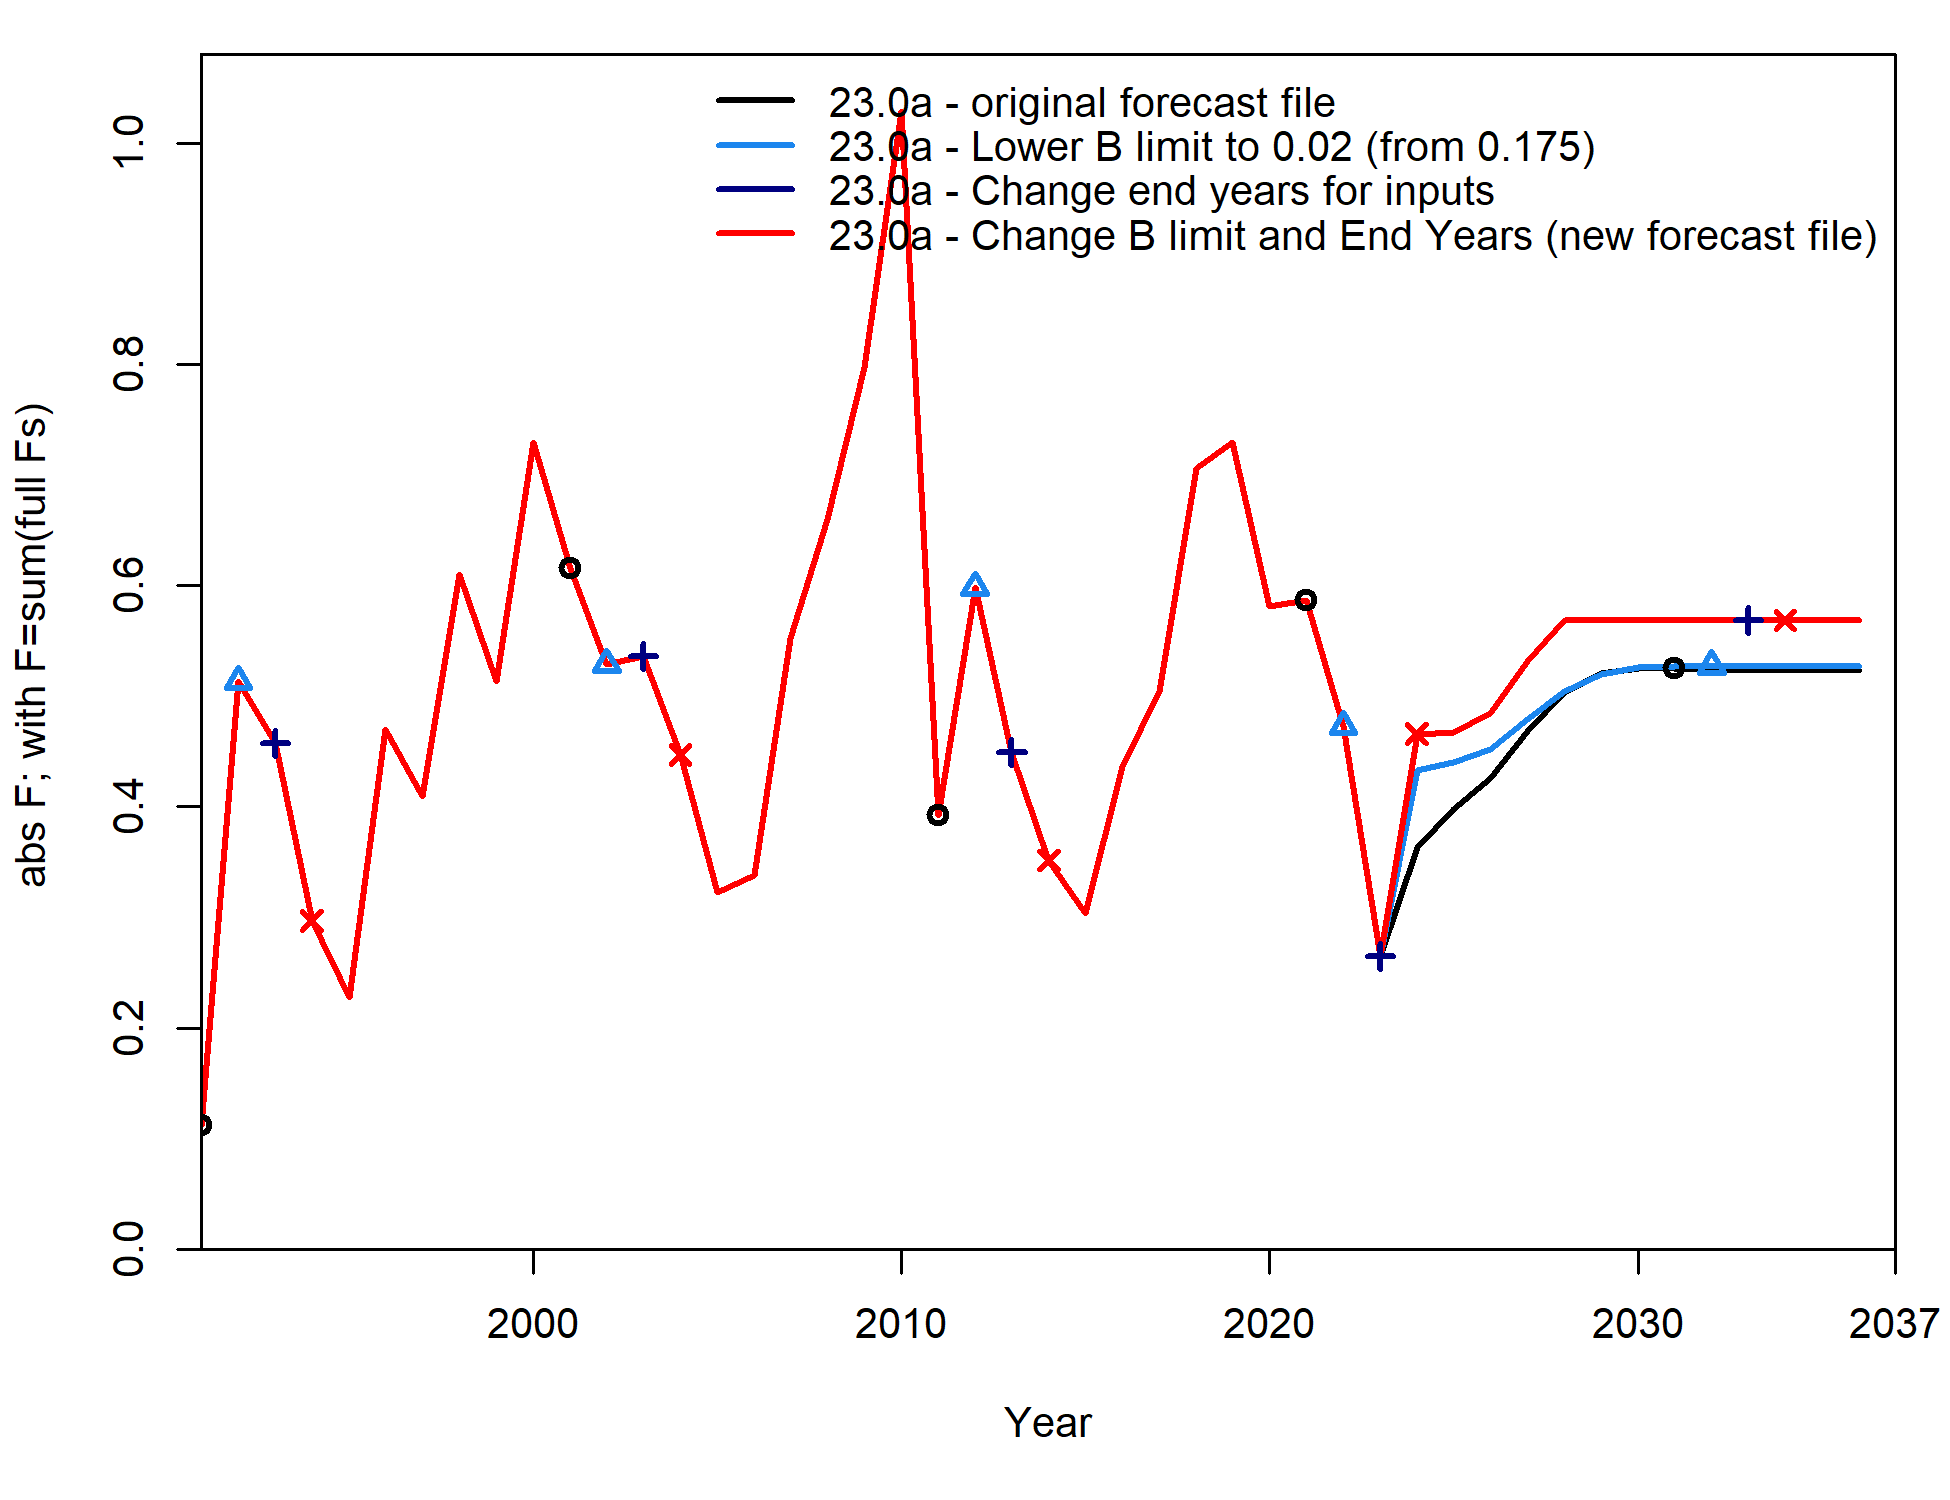 23.0a - original forecast file
23.0a - Lower B limit to 0.02 (from 0.175)
23.0a - Change end years for inputs
23.0a - Change B limit and End Years (new forecast file)
abs F; with F=sum(full Fs)
1.0
0.8
0.6
0.4
0.2
0.0
2000 2010 2020 2030 2037
Year